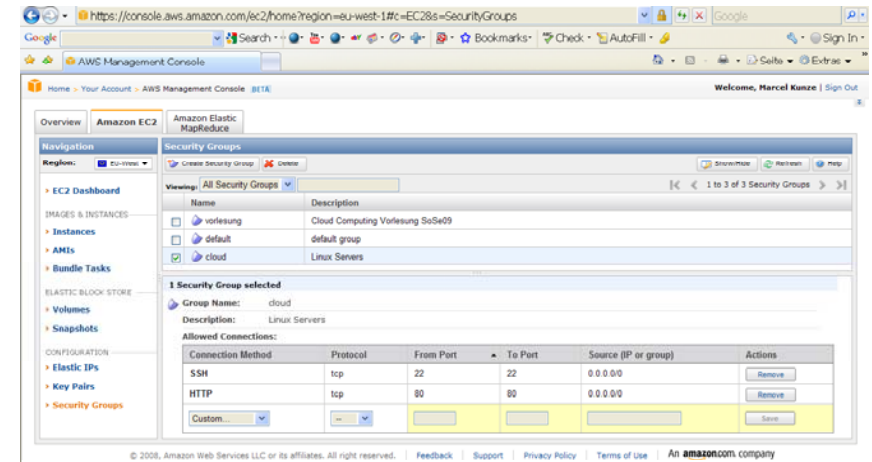 https://console.aws.amazon.com/ec2/home?region=eu-west-1#c=EC2&s=SecurityGroups Google
Google Search Bookmarks Check AutoFill Sign In
AWS Management Console Seite Extras
Home > Your Account > AWS Management Console BETA Welcome, Marcel Kunze | Sign Out
Overview Amazon EC2 Amazon Elastic MapReduce
Navigation Security Groups
Region: EU-West Create Security Group Delete Show/Hide Refresh Help
Viewing: All Security Groups 1 to 3 of 3 Security Groups
EC2 Dashboard Name Description
IMAGES & INSTANCES vorlesung Cloud Computing Vorlesung SoSe09
Instances default default group
AMIs cloud Linux Servers
Bundle Tasks
1 Security Group selected
ELASTIC BLOCK STORE
Group Name: cloud
Volumes
Description: Linux Servers
Snapshots
Allowed Connections:
CONFIGURATION Connection Method Protocol From Port To Port Source (IP or group) Actions
Elastic IPs SSH tcp 22 22 0.0.0.0/0 Remove
Key Pairs HTTP tcp 80 80 0.0.0.0/0 Remove
Security Groups
Custom... -- Save
© 2008, Amazon Web Services LLC or its affiliates. All right reserved. Feedback Support Privacy Policy Terms of Use An amazon.com. company